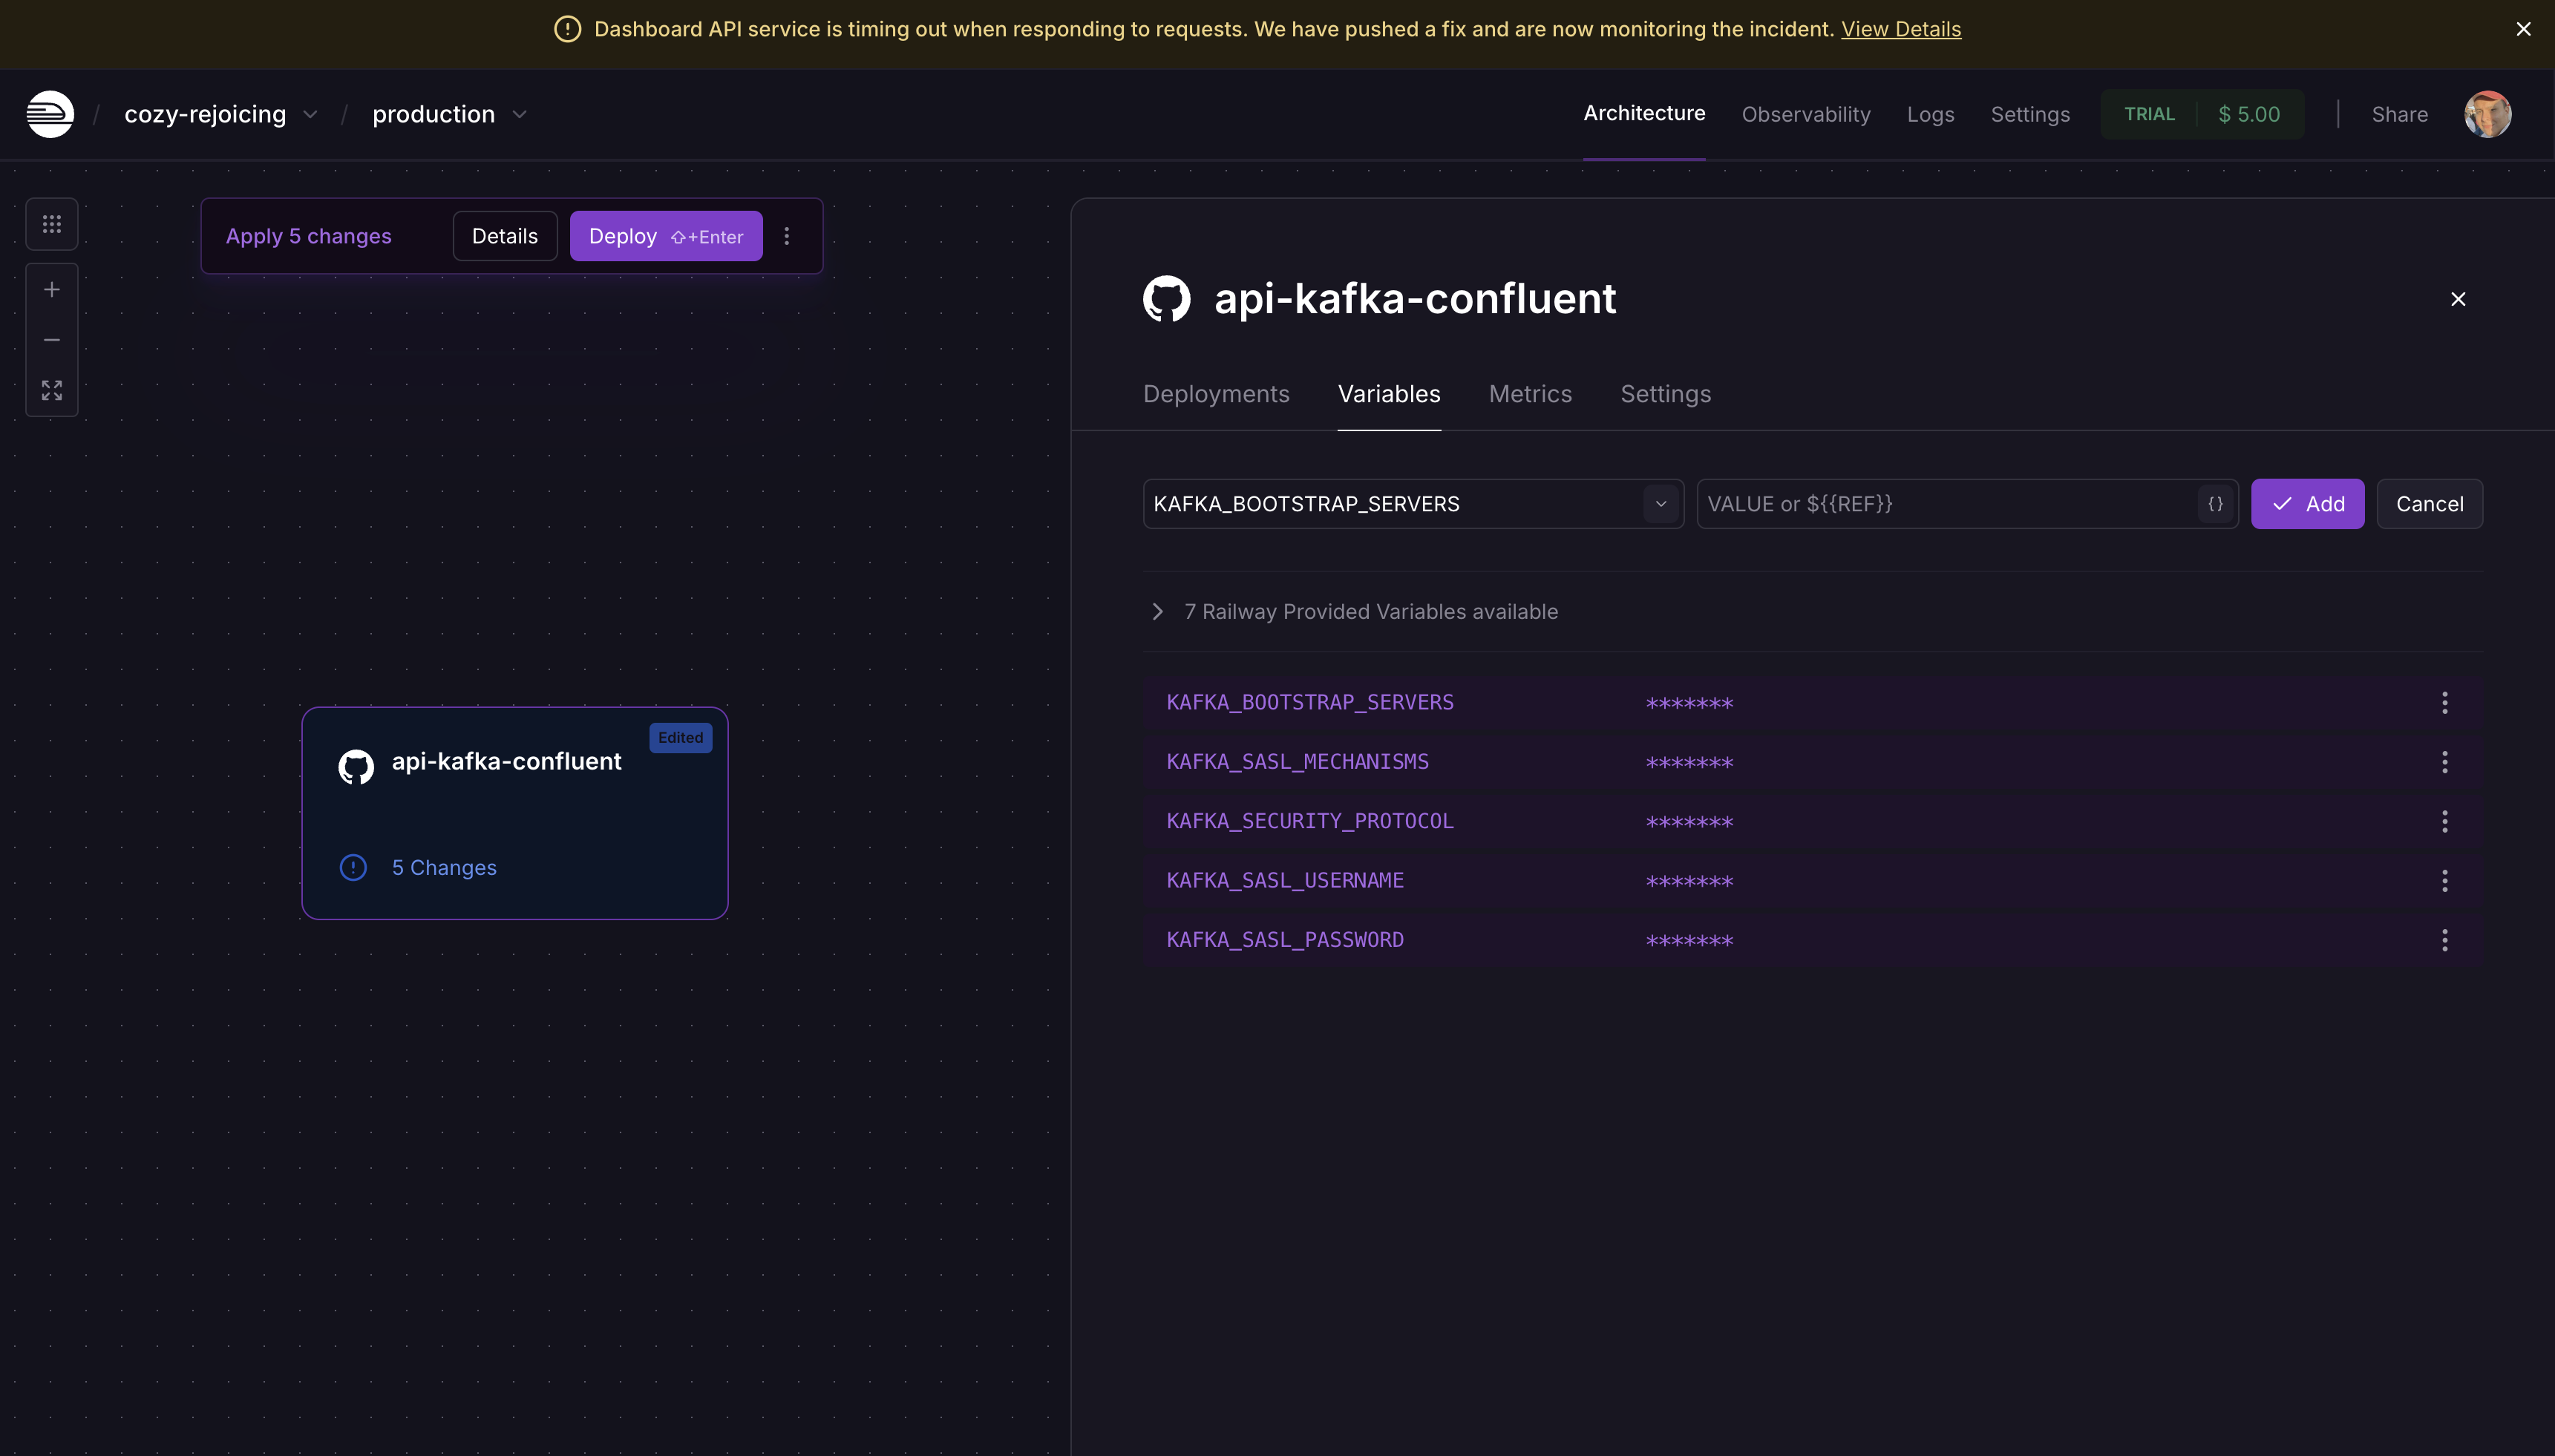 Dashboard API service is timing out when responding to requests. We have pushed a fix and are now monitoring the incident. View Details
/ cozy-rejoicing / production
Architecture Observability Logs Settings TRIAL $ 5.00 Share
Apply 5 changes Details Deploy ⇧+Enter
api-kafka-confluent
Edited
5 Changes
api-kafka-confluent
Deployments Variables Metrics Settings
KAFKA_BOOTSTRAP_SERVERS VALUE or ${{REF}} {} Add Cancel
7 Railway Provided Variables available
KAFKA_BOOTSTRAP_SERVERS *******
KAFKA_SASL_MECHANISMS *******
KAFKA_SECURITY_PROTOCOL *******
KAFKA_SASL_USERNAME *******
KAFKA_SASL_PASSWORD *******